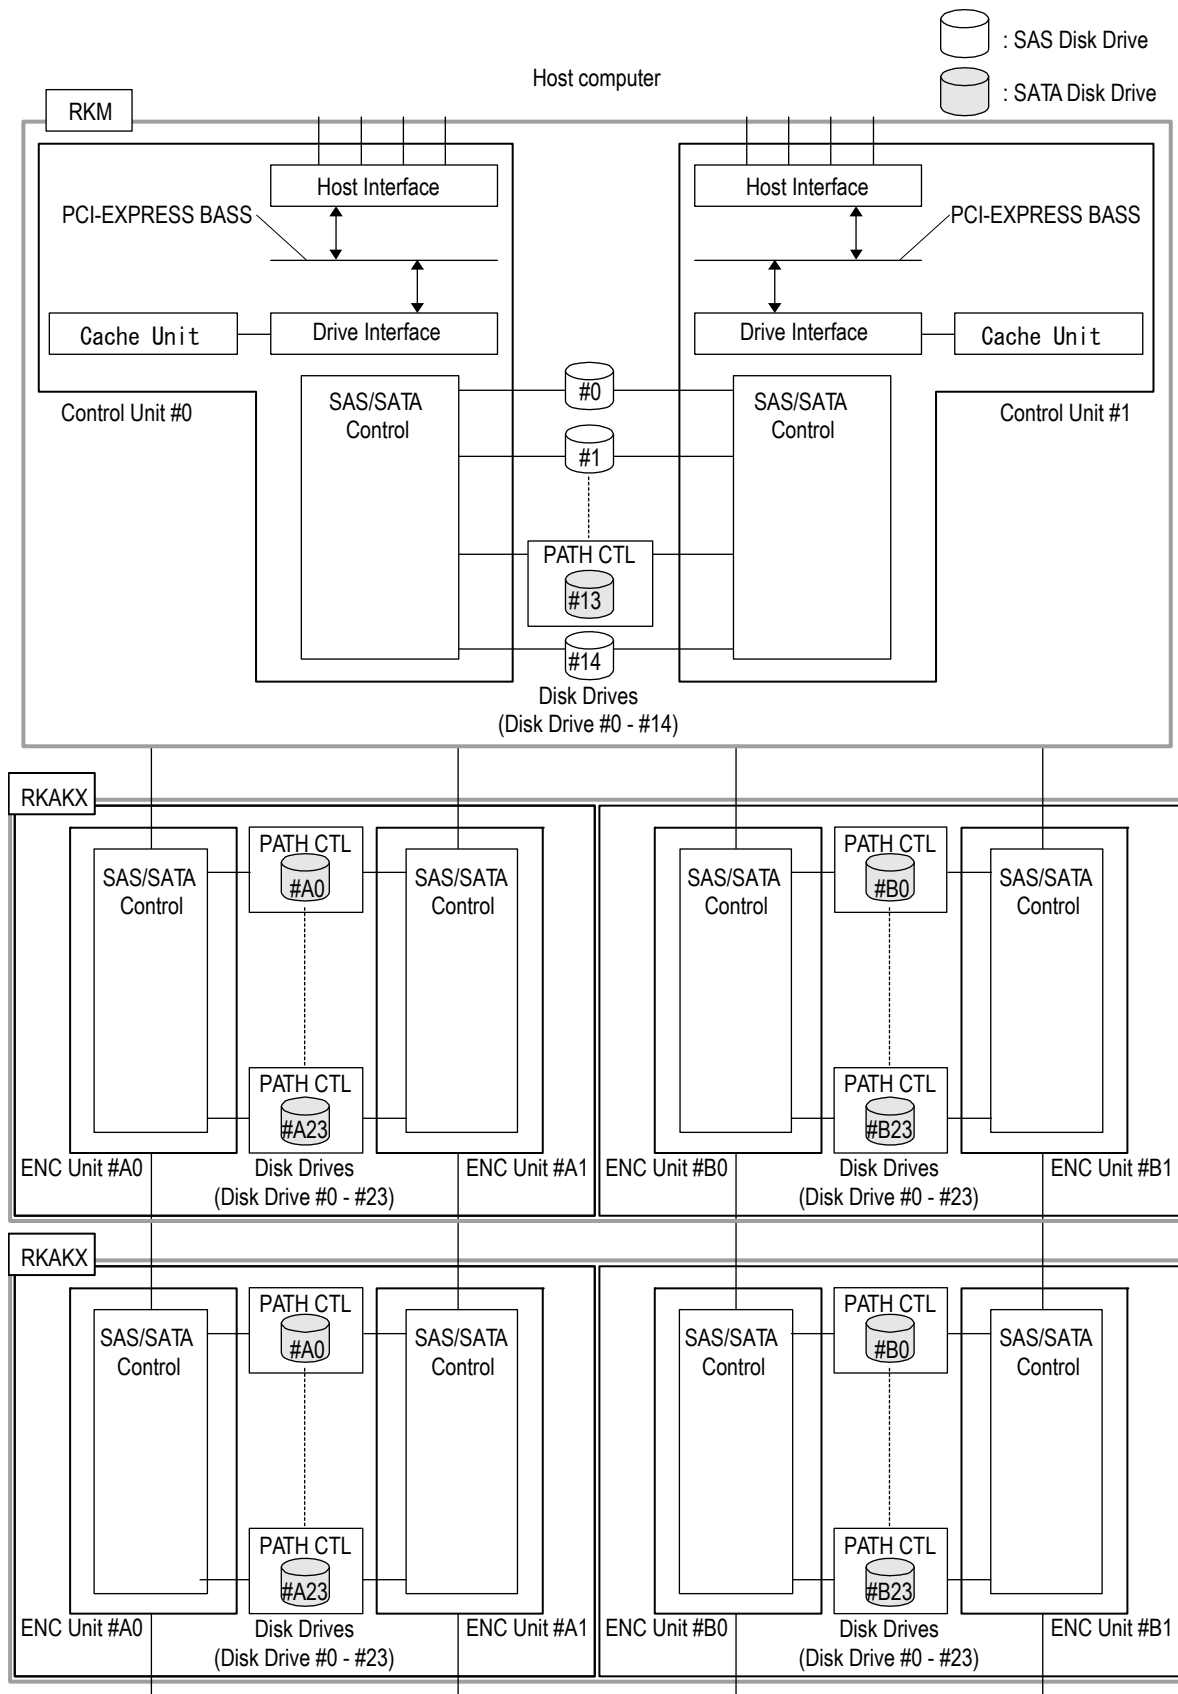 : SAS Disk Drive
Host computer
: SATA Disk Drive
RKM
Host Interface
Host Interface
PCI-EXPRESS BASS
PCI-EXPRESS BASS
Cache Unit
Drive Interface
Drive Interface
Cache Unit
#0
SAS/SATA
Control
SAS/SATA
Control
Control Unit #0
Control Unit #1
#1
PATH CTL
#13
#14
Disk Drives
(Disk Drive #0 - #14)
RKAKX
PATH CTL
#A0
SAS/SATA
Control
SAS/SATA
Control
PATH CTL
#A23
ENC Unit #A0
Disk Drives
(Disk Drive #0 - #23)
ENC Unit #A1
PATH CTL
#B0
SAS/SATA
Control
SAS/SATA
Control
PATH CTL
#B23
ENC Unit #B0
Disk Drives
(Disk Drive #0 - #23)
ENC Unit #B1
RKAKX
PATH CTL
#A0
SAS/SATA
Control
SAS/SATA
Control
PATH CTL
#A23
ENC Unit #A0
Disk Drives
(Disk Drive #0 - #23)
ENC Unit #A1
PATH CTL
#B0
SAS/SATA
Control
SAS/SATA
Control
PATH CTL
#B23
ENC Unit #B0
Disk Drives
(Disk Drive #0 - #23)
ENC Unit #B1